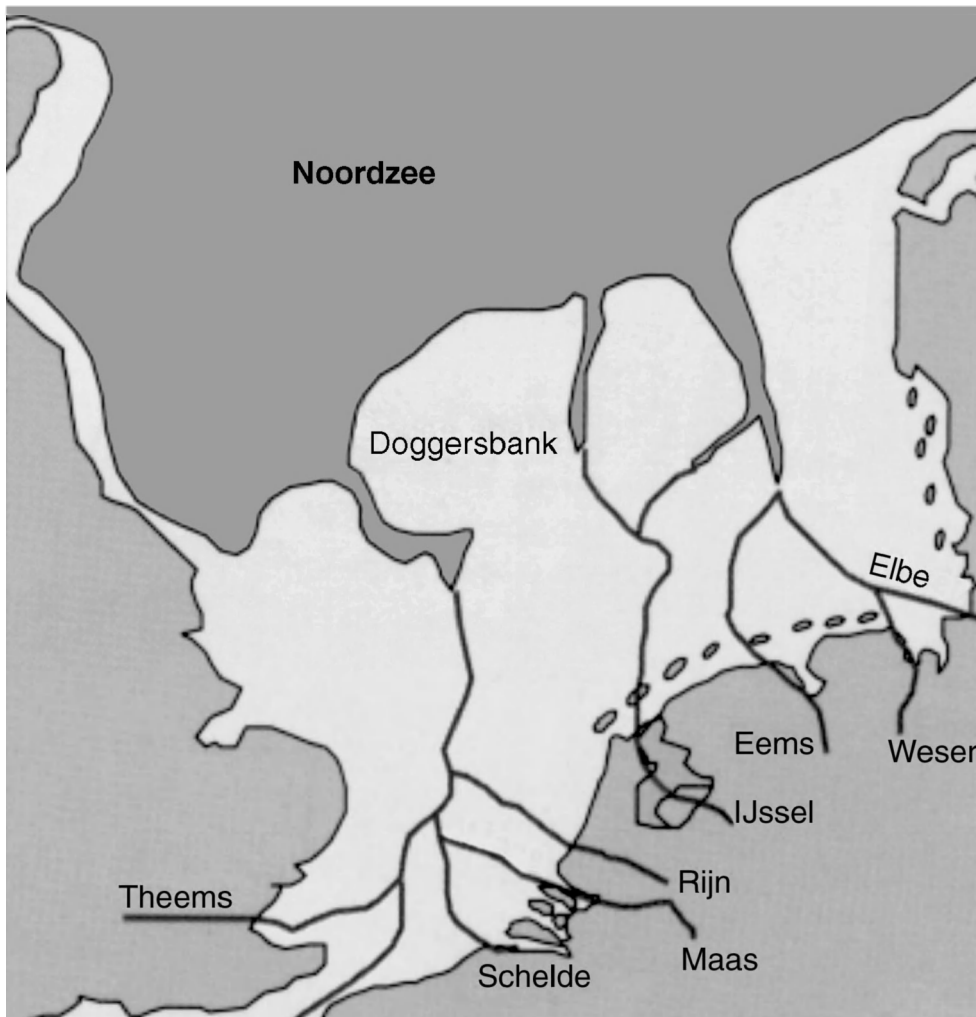 Noordzee
Doggersbank
Elbe
Eems
Weser
IJssel
Rijn
Theems
Maas
Schelde